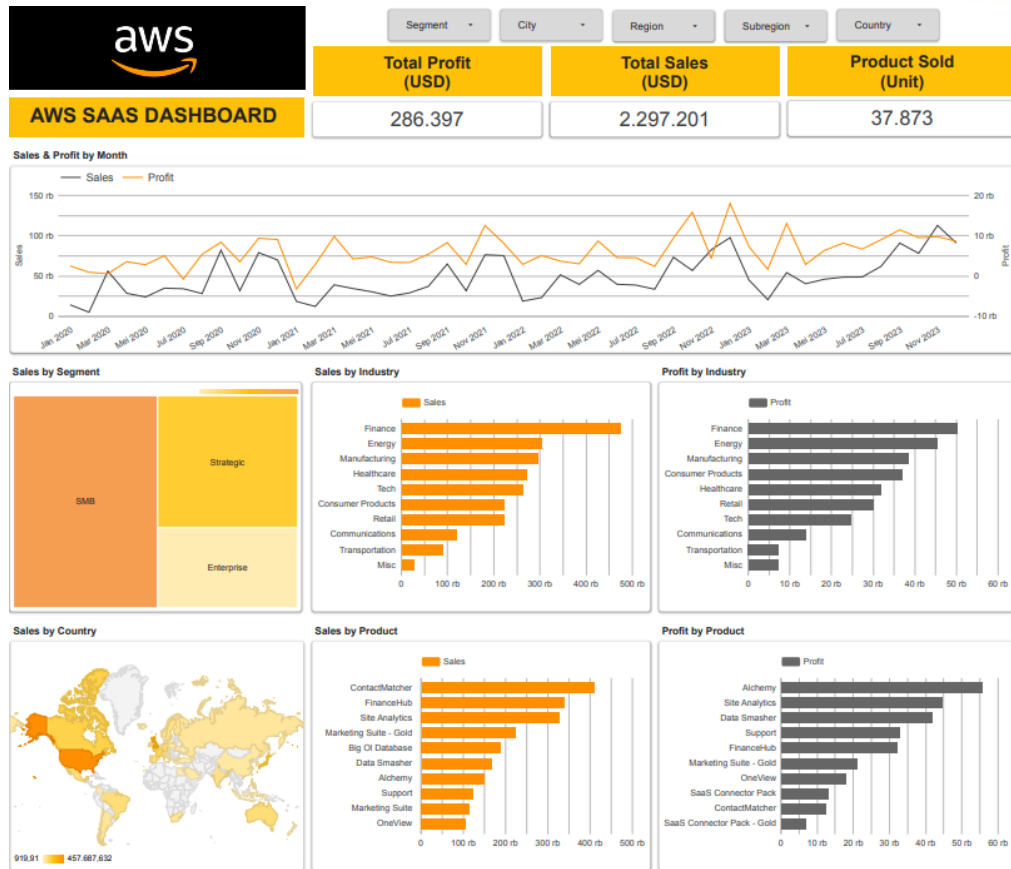 aws
Segment
City
Region
Subregion
Country
AWS SAAS DASHBOARD
Total Profit
(USD)
286.397
Total Sales
(USD)
2.297.201
Product Sold
(Unit)
37.873
Sales & Profit by Month
Sales
Profit
150 rb
100 rb
50 rb
0
Sales
20 rb
10 rb
0
-10 rb
Profit
Jan 2020
Mar 2020
Mei 2020
Jul 2020
Sep 2020
Nov 2020
Jan 2021
Mar 2021
Mei 2021
Jul 2021
Sep 2021
Nov 2021
Jan 2022
Mar 2022
Mei 2022
Jul 2022
Sep 2022
Nov 2022
Jan 2023
Mar 2023
Mei 2023
Jul 2023
Sep 2023
Nov 2023
Sales by Segment
SMB
Strategic
Enterprise
Sales by Industry
Sales
Finance
Energy
Manufacturing
Healthcare
Tech
Consumer Products
Retail
Communications
Transportation
Misc
0 100 rb 200 rb 300 rb 400 rb 500 rb
Profit by Industry
Profit
Finance
Energy
Manufacturing
Consumer Products
Healthcare
Retail
Tech
Communications
Transportation
Misc
0 10 rb 20 rb 30 rb 40 rb 50 rb 60 rb
Sales by Country
919,91 457.687,632
Sales by Product
Sales
ContactMatcher
FinanceHub
Site Analytics
Marketing Suite - Gold
Big Ol Database
Data Smasher
Alchemy
Support
Marketing Suite
OneView
0 100 rb 200 rb 300 rb 400 rb 500 rb
Profit by Product
Profit
Alchemy
Site Analytics
Data Smasher
Support
FinanceHub
Marketing Suite - Gold
OneView
SaaS Connector Pack
ContactMatcher
SaaS Connector Pack - Gold
0 10 rb 20 rb 30 rb 40 rb 50 rb 60 rb